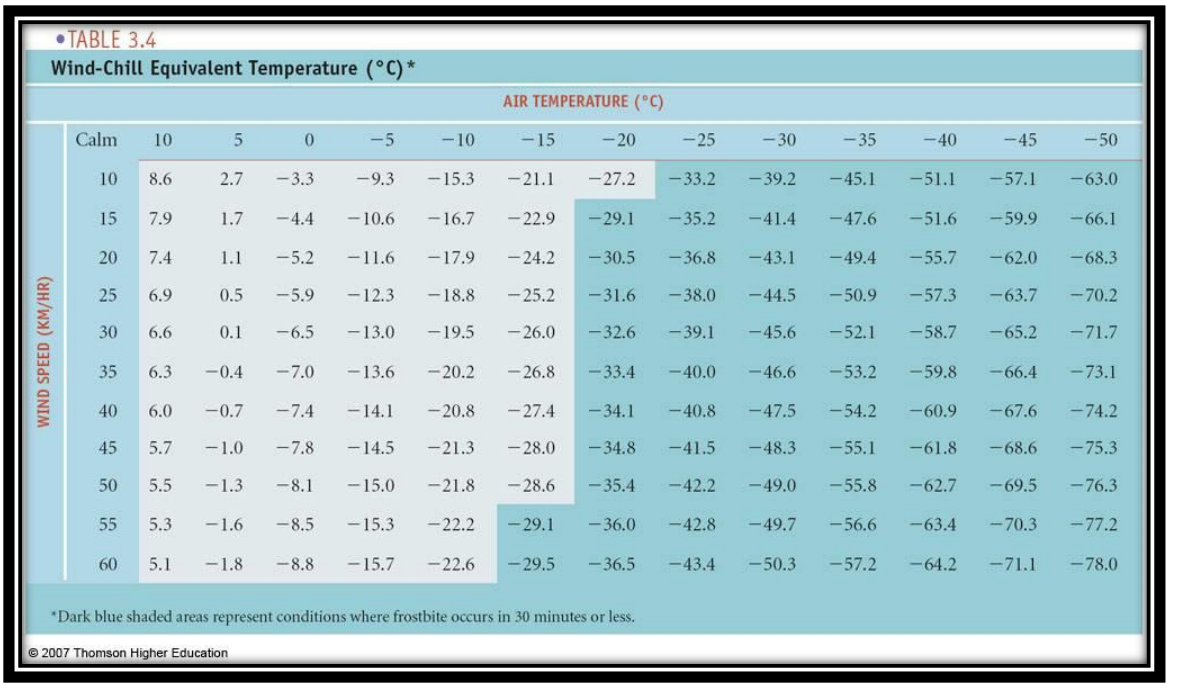 •TABLE 3.4
Wind-Chill Equivalent Temperature (°C)*
AIR TEMPERATURE (°C)
Calm 10 5 0 −5 −10 −15 −20 −25 −30 −35 −40 −45 −50
WIND SPEED (KM/HR)
10 8.6 2.7 −3.3 −9.3 −15.3 −21.1 −27.2 −33.2 −39.2 −45.1 −51.1 −57.1 −63.0
15 7.9 1.7 −4.4 −10.6 −16.7 −22.9 −29.1 −35.2 −41.4 −47.6 −51.6 −59.9 −66.1
20 7.4 1.1 −5.2 −11.6 −17.9 −24.2 −30.5 −36.8 −43.1 −49.4 −55.7 −62.0 −68.3
25 6.9 0.5 −5.9 −12.3 −18.8 −25.2 −31.6 −38.0 −44.5 −50.9 −57.3 −63.7 −70.2
30 6.6 0.1 −6.5 −13.0 −19.5 −26.0 −32.6 −39.1 −45.6 −52.1 −58.7 −65.2 −71.7
35 6.3 −0.4 −7.0 −13.6 −20.2 −26.8 −33.4 −40.0 −46.6 −53.2 −59.8 −66.4 −73.1
40 6.0 −0.7 −7.4 −14.1 −20.8 −27.4 −34.1 −40.8 −47.5 −54.2 −60.9 −67.6 −74.2
45 5.7 −1.0 −7.8 −14.5 −21.3 −28.0 −34.8 −41.5 −48.3 −55.1 −61.8 −68.6 −75.3
50 5.5 −1.3 −8.1 −15.0 −21.8 −28.6 −35.4 −42.2 −49.0 −55.8 −62.7 −69.5 −76.3
55 5.3 −1.6 −8.5 −15.3 −22.2 −29.1 −36.0 −42.8 −49.7 −56.6 −63.4 −70.3 −77.2
60 5.1 −1.8 −8.8 −15.7 −22.6 −29.5 −36.5 −43.4 −50.3 −57.2 −64.2 −71.1 −78.0
*Dark blue shaded areas represent conditions where frostbite occurs in 30 minutes or less.
© 2007 Thomson Higher Education